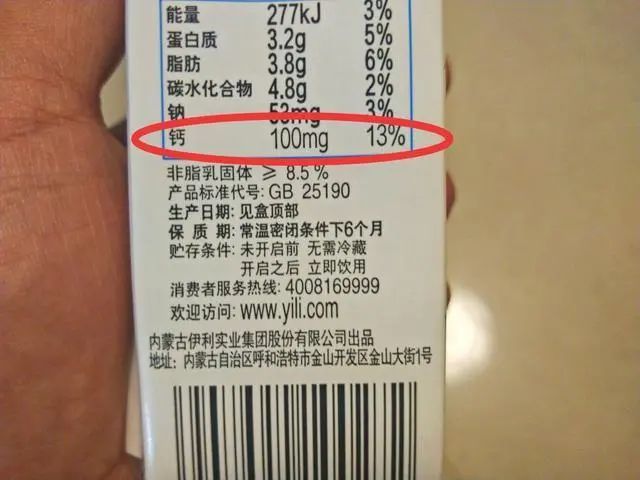 能量 277kJ 3%
蛋白质 3.2g 5%
脂肪 3.8g 6%
碳水化合物 4.8g 2%
钠 53mg 3%
钙 100mg 13%
非脂乳固体 ≥ 8.5%
产品标准代号: GB 25190
生产日期: 见盒顶部
保 质 期: 常温密闭条件下6个月
贮存条件: 未开启前 无需冷藏
开启之后 立即饮用
消费者服务热线: 4008169999
欢迎访问: www.yili.com
内蒙古伊利实业集团股份有限公司出品
地址: 内蒙古自治区呼和浩特市金山开发区金山大街1号